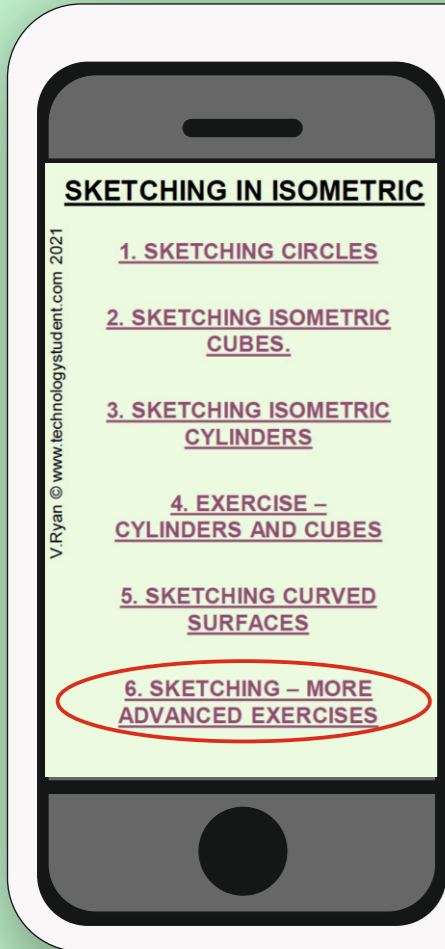 SKETCHING IN ISOMETRIC
V.Ryan © www.technologystudent.com 2021
1. SKETCHING CIRCLES
2. SKETCHING ISOMETRIC
CUBES.
3. SKETCHING ISOMETRIC
CYLINDERS
4. EXERCISE –
CYLINDERS AND CUBES
5. SKETCHING CURVED
SURFACES
6. SKETCHING – MORE
ADVANCED EXERCISES